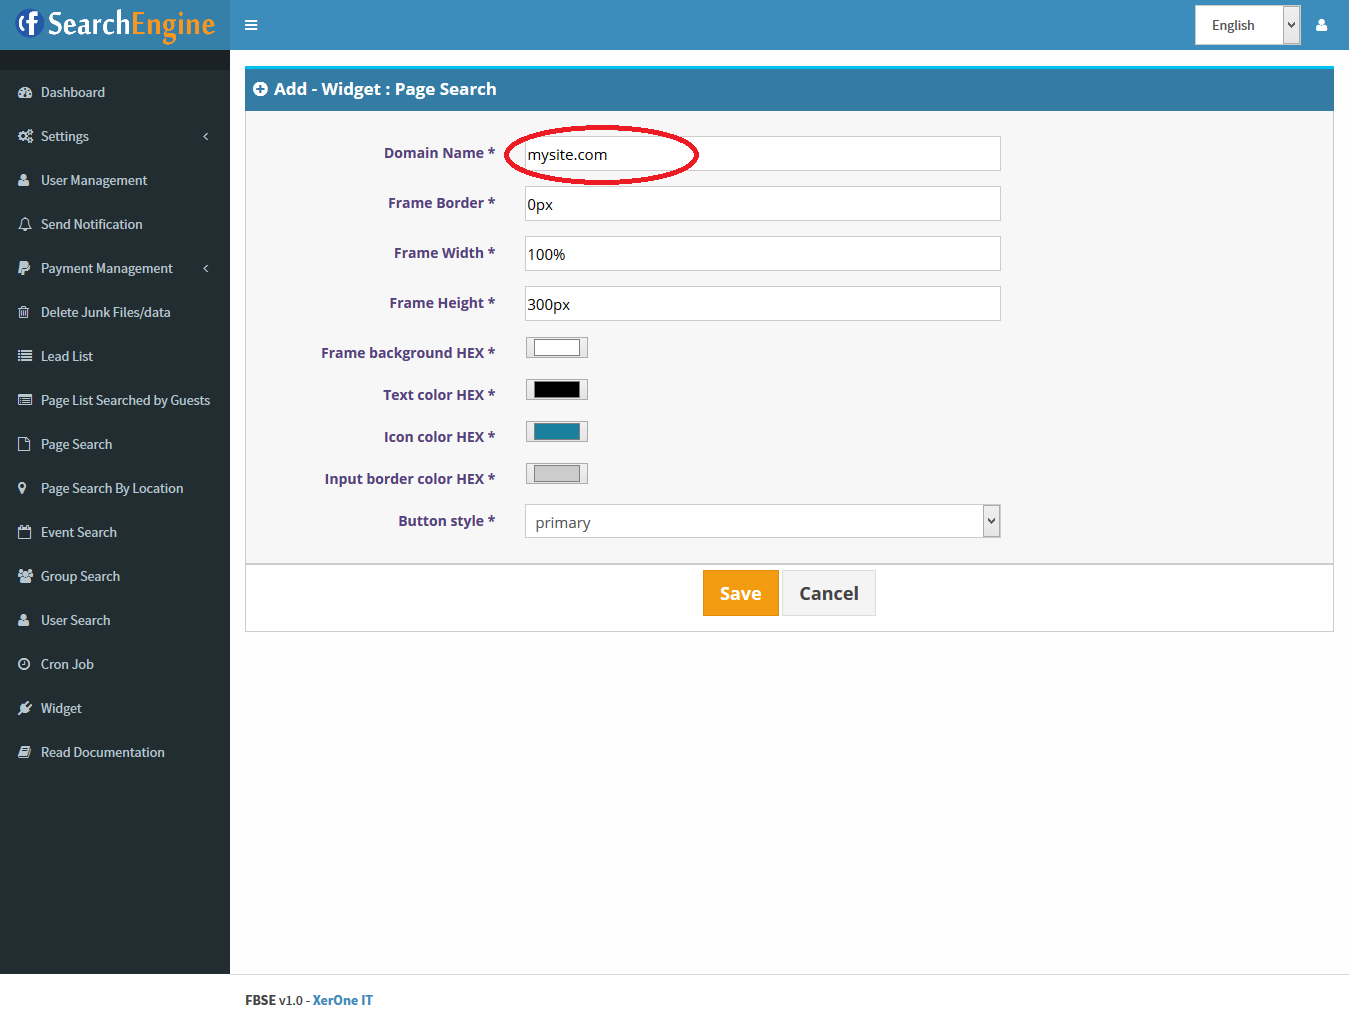 SearchEngine
English
Dashboard
Settings
User Management
Send Notification
Payment Management
Delete Junk Files/data
Lead List
Page List Searched by Guests
Page Search
Page Search By Location
Event Search
Group Search
User Search
Cron Job
Widget
Read Documentation
Add - Widget : Page Search
Domain Name * mysite.com
Frame Border * 0px
Frame Width * 100%
Frame Height * 300px
Frame background HEX *
Text color HEX *
Icon color HEX *
Input border color HEX *
Button style * primary
Save Cancel
FBSE v1.0 - XerOne IT